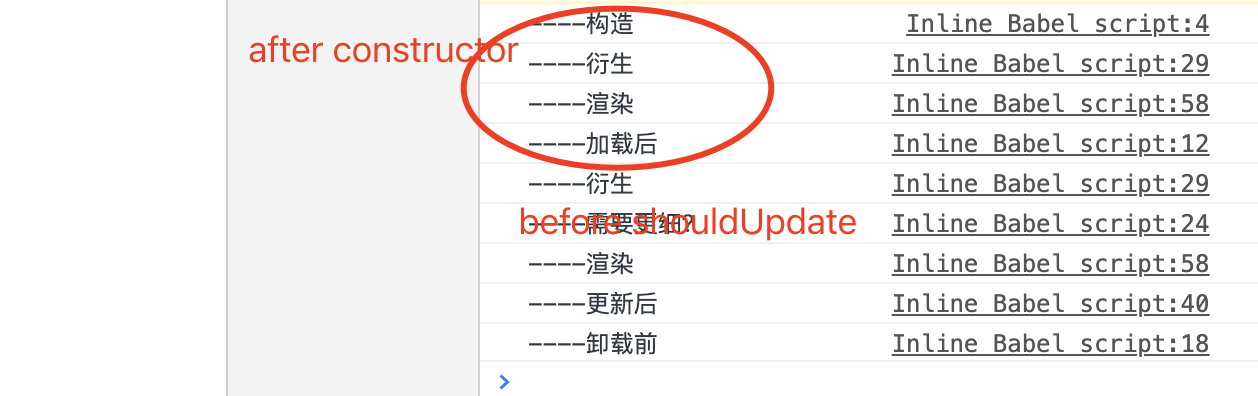 ----构造 Inline Babel script:4
after constructor
----衍生 Inline Babel script:29
----渲染 Inline Babel script:58
----加载后 Inline Babel script:12
----衍生 Inline Babel script:29
before shouldUpdate
----需要更细? Inline Babel script:24
----渲染 Inline Babel script:58
----更新后 Inline Babel script:40
----卸载前 Inline Babel script:18